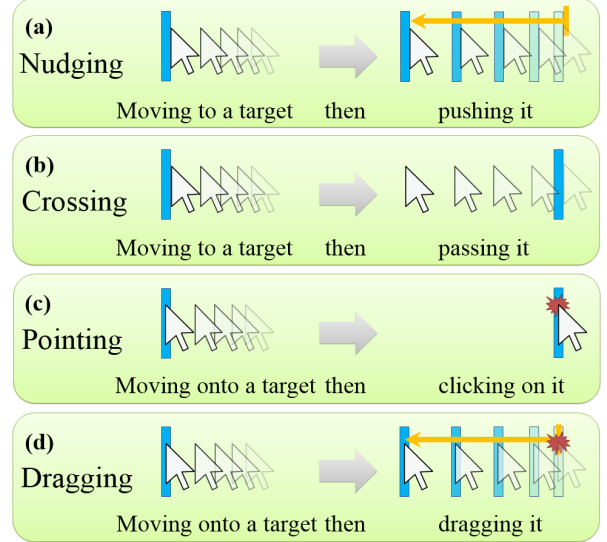 (a)
Nudging
Moving to a target then pushing it
(b)
Crossing
Moving to a target then passing it
(c)
Pointing
Moving onto a target then clicking on it
(d)
Dragging
Moving onto a target then dragging it